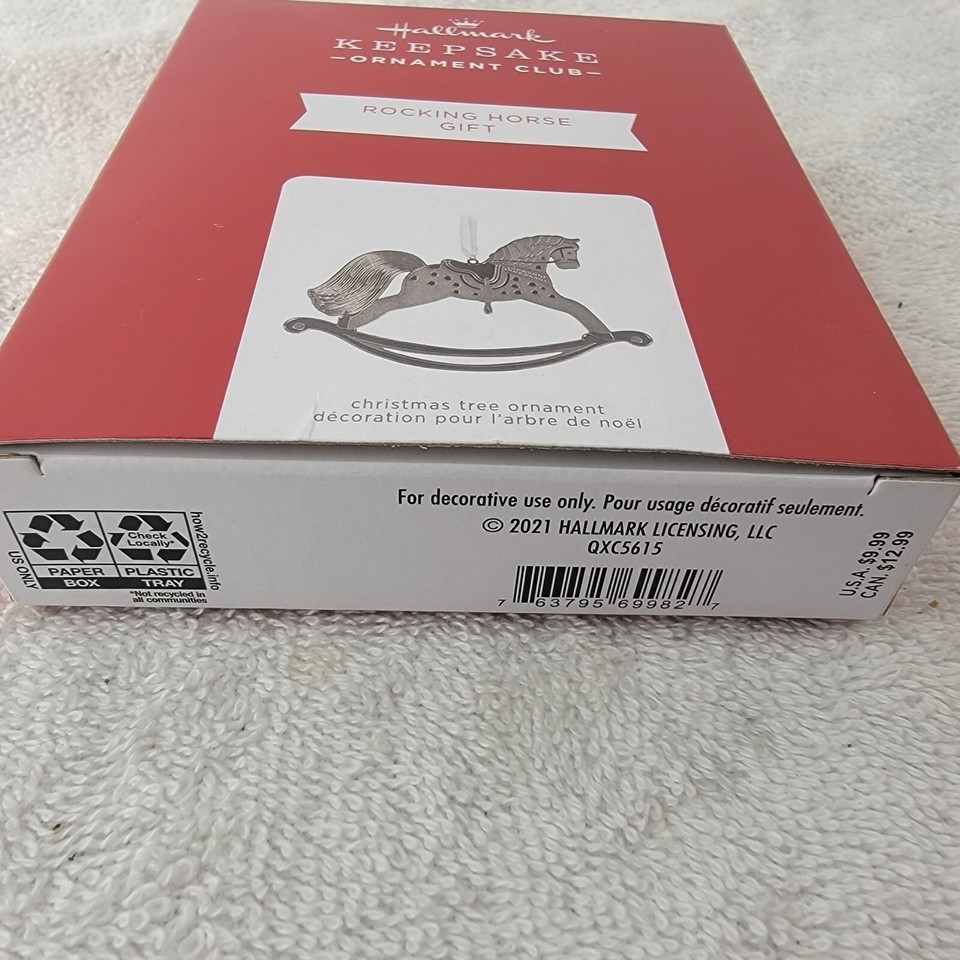 Hallmark
KEEPSAKE
–ORNAMENT CLUB–
ROCKING HORSE
GIFT
christmas tree ornament
décoration pour l'arbre de noël
For decorative use only. Pour usage décoratif seulement.
© 2021 HALLMARK LICENSING, LLC
QXC5615
7 63795 69982 7
U.S.A. $9.99
CAN. $12.99
US ONLY
Check
Locally*
PAPER
BOX
PLASTIC
TRAY
*Not recycled in
all communities
how2recycle.info